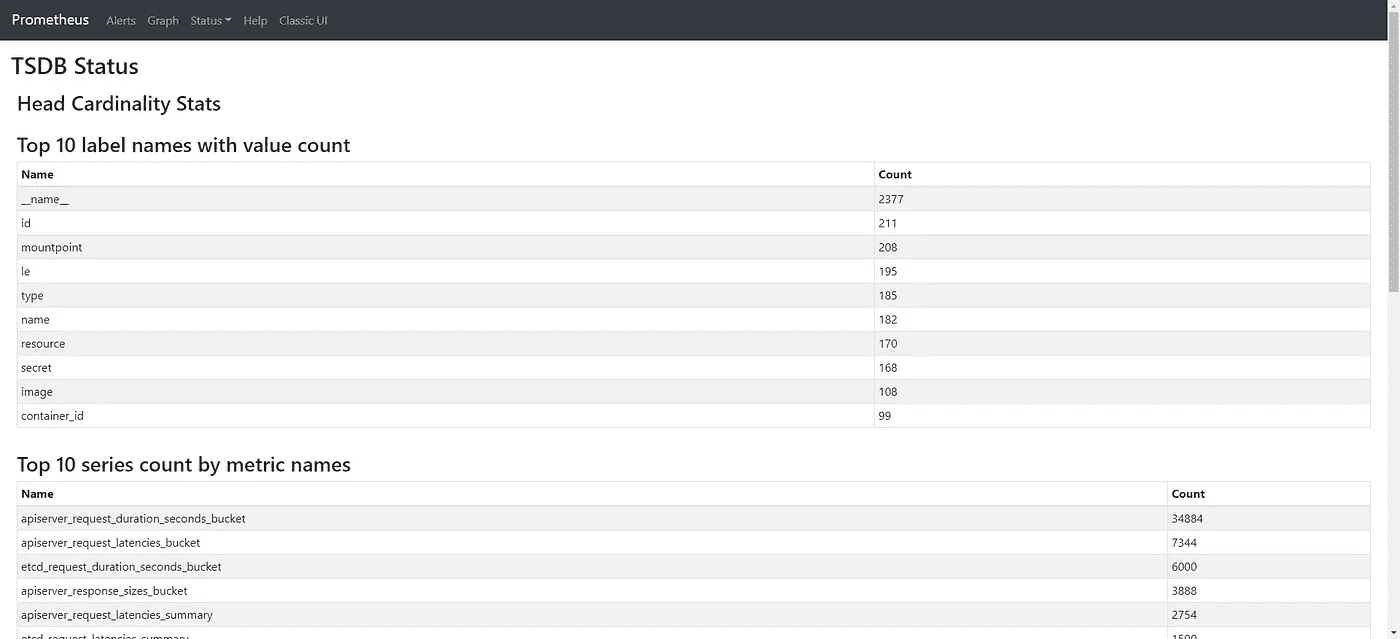 Prometheus Alerts Graph Status Help Classic UI
TSDB Status
Head Cardinality Stats
Top 10 label names with value count
Name Count
__name__ 2377
id 211
mountpoint 208
le 195
type 185
name 182
resource 170
secret 168
image 108
container_id 99
Top 10 series count by metric names
Name Count
apiserver_request_duration_seconds_bucket 34884
apiserver_request_latencies_bucket 7344
etcd_request_duration_seconds_bucket 6000
apiserver_response_sizes_bucket 3888
apiserver_request_latencies_summary 2754
etcd_request_latencies_summary 1500